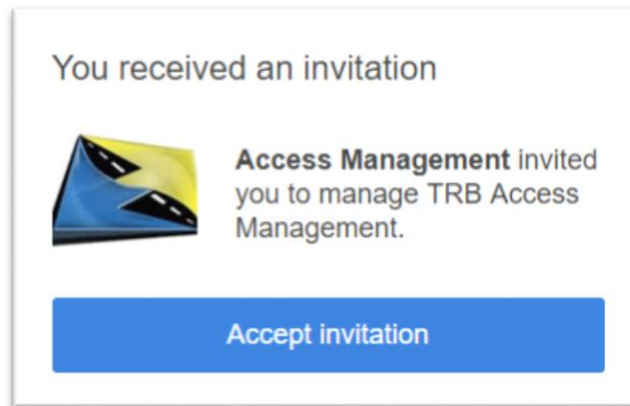 You received an invitation
Access Management invited
you to manage TRB Access
Management.
Accept invitation